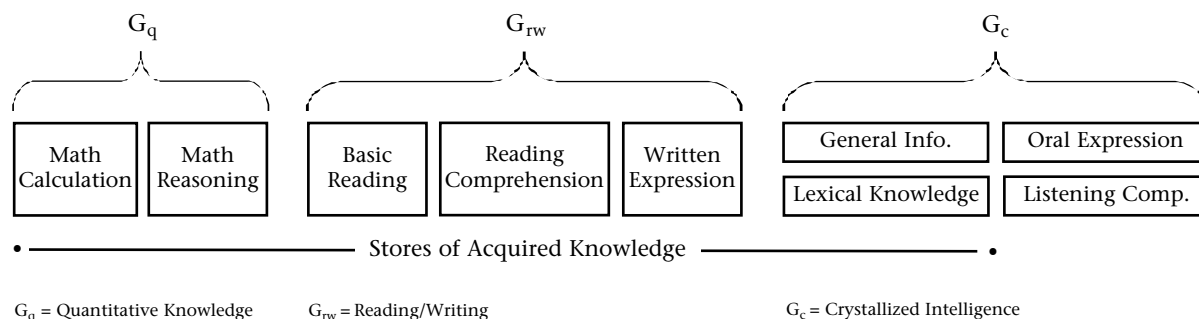 Gq
Grw
Gc
Math
Calculation
Math
Reasoning
Basic
Reading
Reading
Comprehension
Written
Expression
General Info.
Oral Expression
Lexical Knowledge
Listening Comp.
Stores of Acquired Knowledge
Gq = Quantitative Knowledge
Grw = Reading/Writing
Gc = Crystallized Intelligence